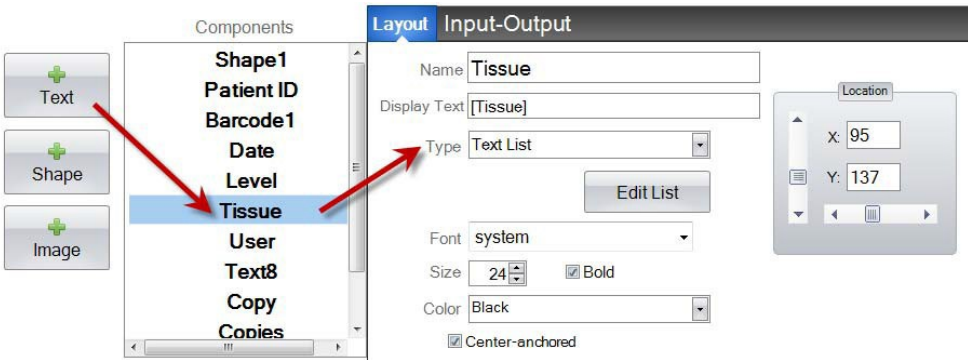 Components
Layout
Input-Output
Text
Shape
Image
Shape1
Patient ID
Barcode1
Date
Level
Tissue
User
Text8
Copy
Copies
Name Tissue
Display Text [Tissue]
Type Text List
Edit List
Font system
Size 24 Bold
Color Black
Center-anchored
Location
X: 95
Y: 137